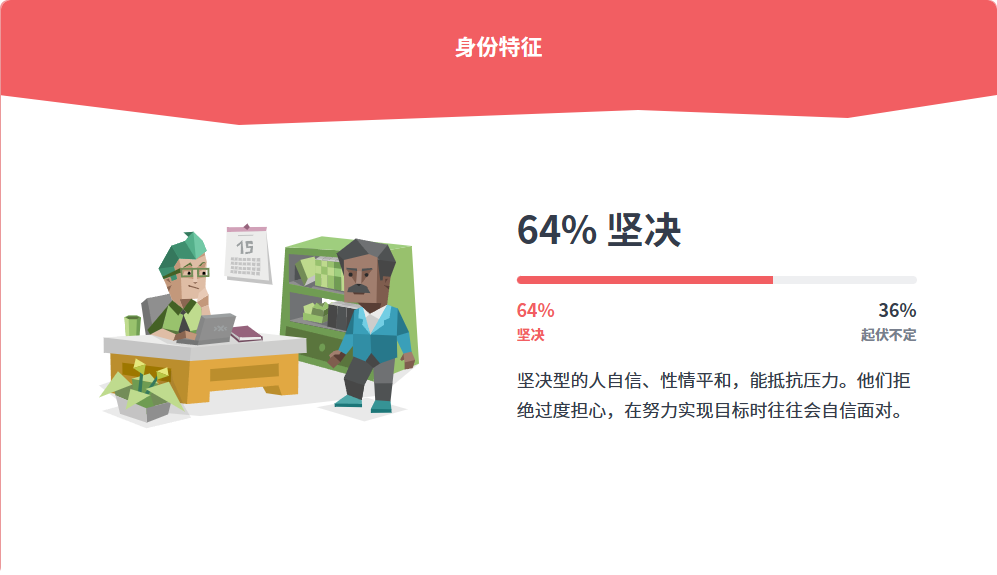 身份特征
15
64% 坚决
64%
36%
坚决
起伏不定
坚决型的人自信、性情平和，能抵抗压力。他们拒
绝过度担心，在努力实现目标时往往会自信面对。